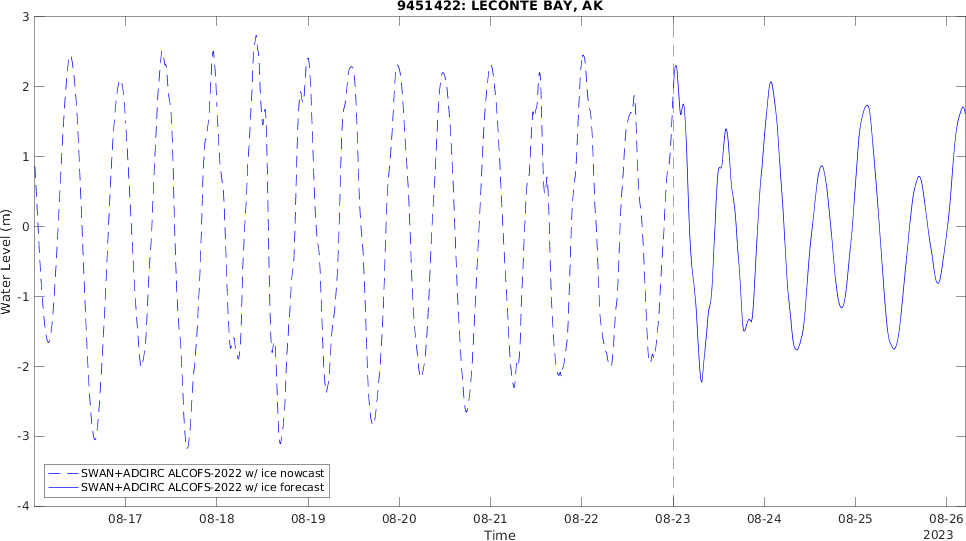 9451422: LECONTE BAY, AK
Water Level (m)
3
2
1
0
-1
-2
-3
-4
SWAN+ADCIRC ALCOFS-2022 w/ ice nowcast
SWAN+ADCIRC ALCOFS-2022 w/ ice forecast
08-17 08-18 08-19 08-20 08-21 08-22 08-23 08-24 08-25 08-26
Time
2023